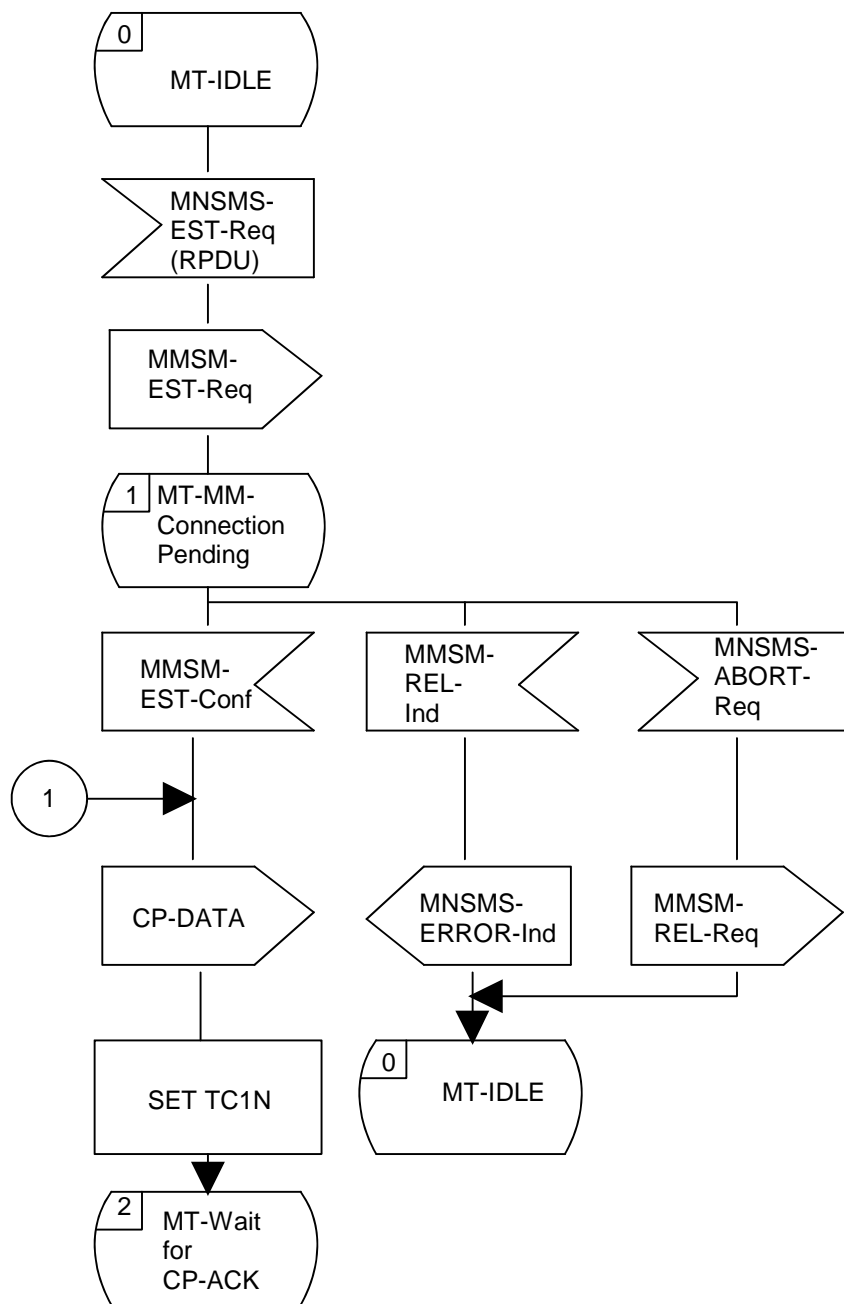 0
MT-IDLE
MNSMS-
EST-Req
(RPDU)
MMSM-
EST-Req
1
MT-MM-
Connection
Pending
MMSM-
EST-Conf
MMSM-
REL-
Ind
MNSMS-
ABORT-
Req
1
CP-DATA
MNSMS-
ERROR-Ind
MMSM-
REL-Req
SET TC1N
0
MT-IDLE
2
MT-Wait
for
CP-ACK